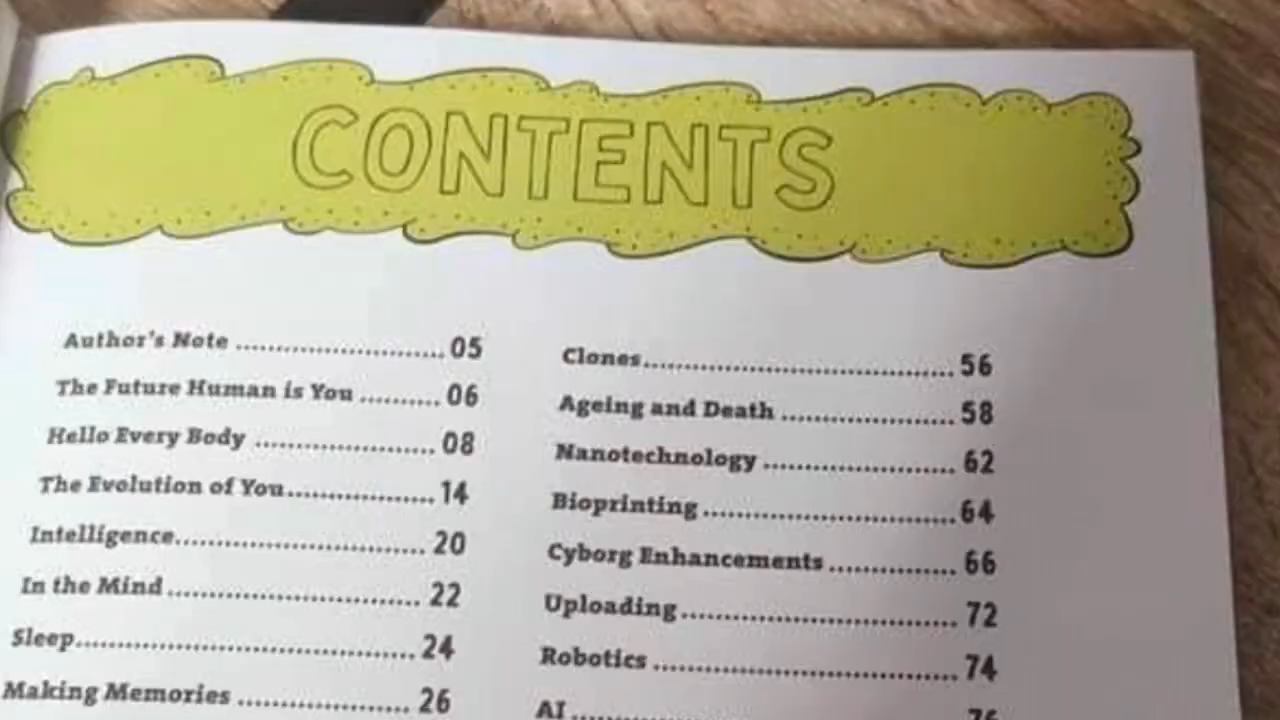 CONTENTS
Author's Note ........................... 05
The Future Human is You .......... 06
Hello Every Body ....................... 08
The Evolution of You................... 14
Intelligence................................ 20
In the Mind ................................ 22
Sleep........................................... 24
Making Memories ..................... 26
Clones........................................ 56
Ageing and Death ...................... 58
Nanotechnology ........................ 62
Bioprinting ................................ 64
Cyborg Enhancements ................ 66
Uploading ................................... 72
Robotics ...................................... 74
AI ................................................ 76